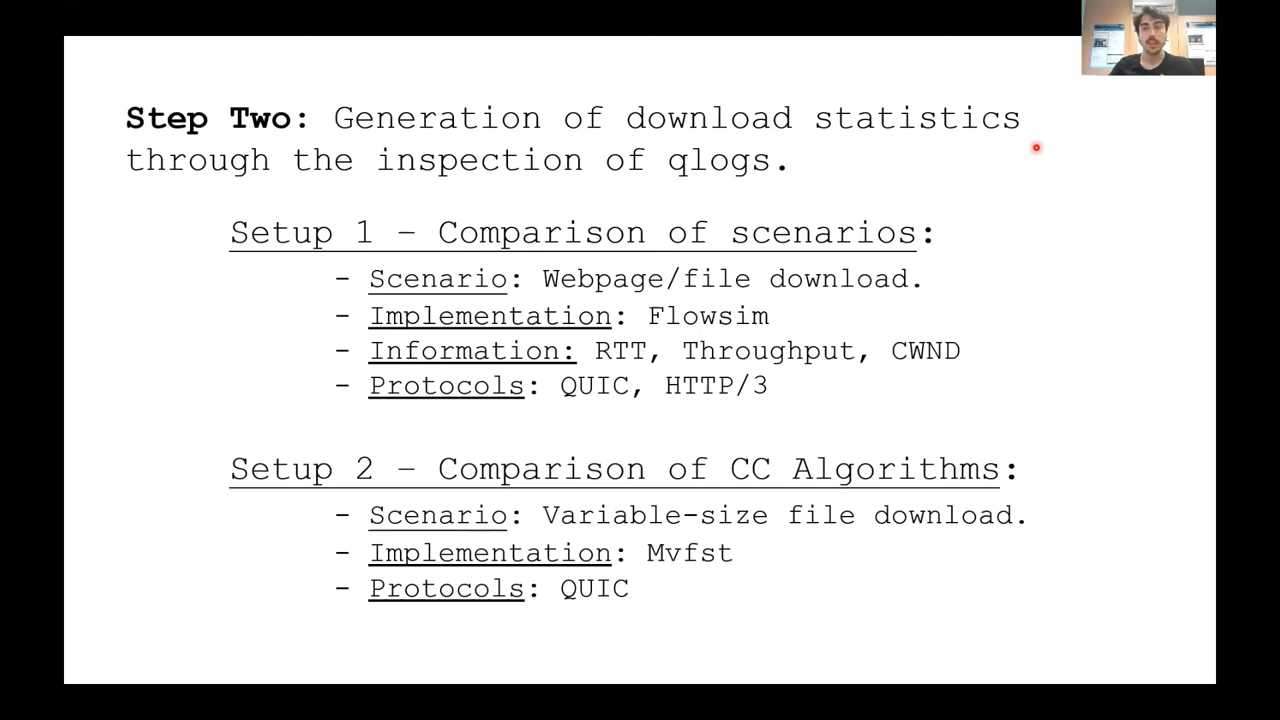 Step Two: Generation of download statistics
through the inspection of qlogs.
Setup 1 – Comparison of scenarios:
- Scenario: Webpage/file download.
- Implementation: Flowsim
- Information: RTT, Throughput, CWND
- Protocols: QUIC, HTTP/3
Setup 2 – Comparison of CC Algorithms:
- Scenario: Variable-size file download.
- Implementation: Mvfst
- Protocols: QUIC